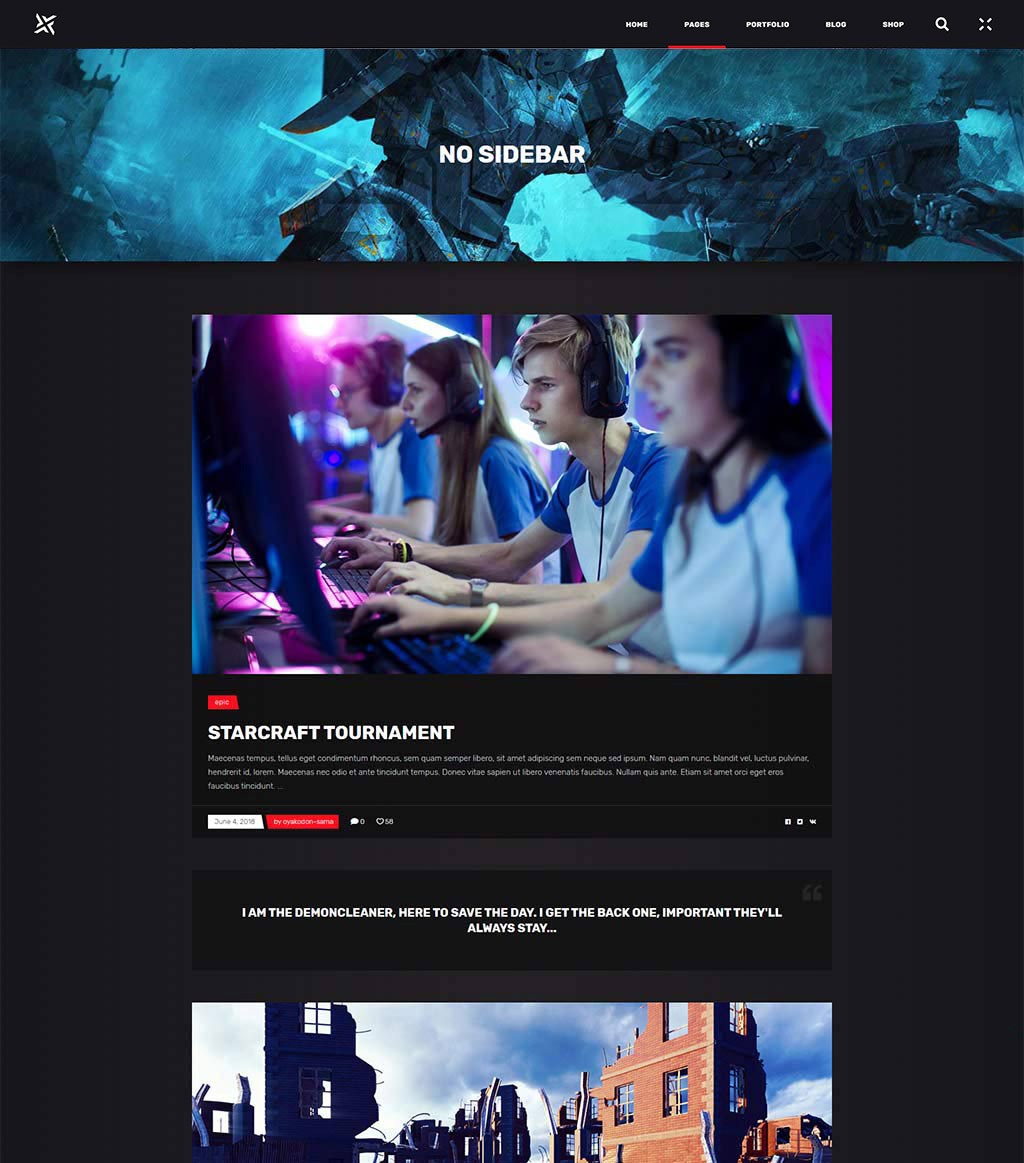 HOME PAGES PORTFOLIO BLOG SHOP
NO SIDEBAR
epic
STARCRAFT TOURNAMENT
Maecenas tempus, tellus eget condimentum rhoncus, sem quam semper libero, sit amet adipiscing sem neque sed ipsum. Nam quam nunc, blandit vel, luctus pulvinar,
hendrerit id, lorem. Maecenas nec odio et ante tincidunt tempus. Donec vitae sapien ut libero venenatis faucibus. Nullam quis ante. Etiam sit amet orci eget eros
faucibus tincidunt. ...
June 4, 2018 by oyakodon-sama 0 58
I AM THE DEMONCLEANER, HERE TO SAVE THE DAY. I GET THE BACK ONE, IMPORTANT THEY'LL
ALWAYS STAY...